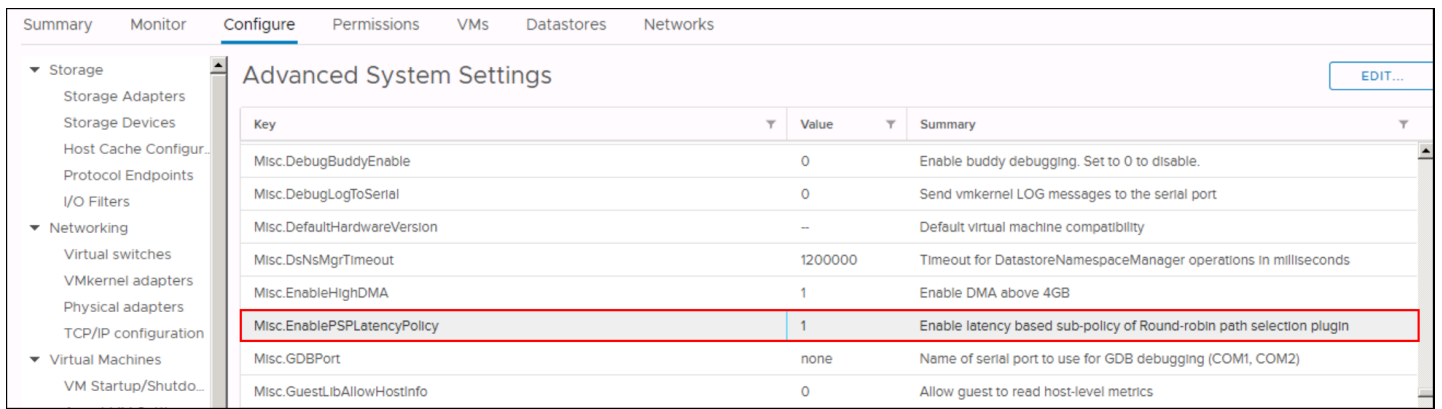 Summary Monitor Configure Permissions VMs Datastores Networks
Storage
Storage Adapters
Storage Devices
Host Cache Configur..
Protocol Endpoints
I/O Filters
Networking
Virtual switches
VMkernel adapters
Physical adapters
TCP/IP configuration
Virtual Machines
VM Startup/Shutdo...
Advanced System Settings
EDIT...
Key Value Summary
Misc.DebugBuddyEnable 0 Enable buddy debugging. Set to 0 to disable.
Misc.DebugLogToSerial 0 Send vmkernel LOG messages to the serial port
Misc.DefaultHardwareVersion -- Default virtual machine compatibility
Misc.DsNsMgrTimeout 1200000 Timeout for DatastoreNamespaceManager operations in milliseconds
Misc.EnableHighDMA 1 Enable DMA above 4GB
Misc.EnablePSPLatencyPolicy 1 Enable latency based sub-policy of Round-robin path selection plugin
Misc.GDBPort none Name of serial port to use for GDB debugging (COM1, COM2)
Misc.GuestLibAllowHostInfo 0 Allow guest to read host-level metrics